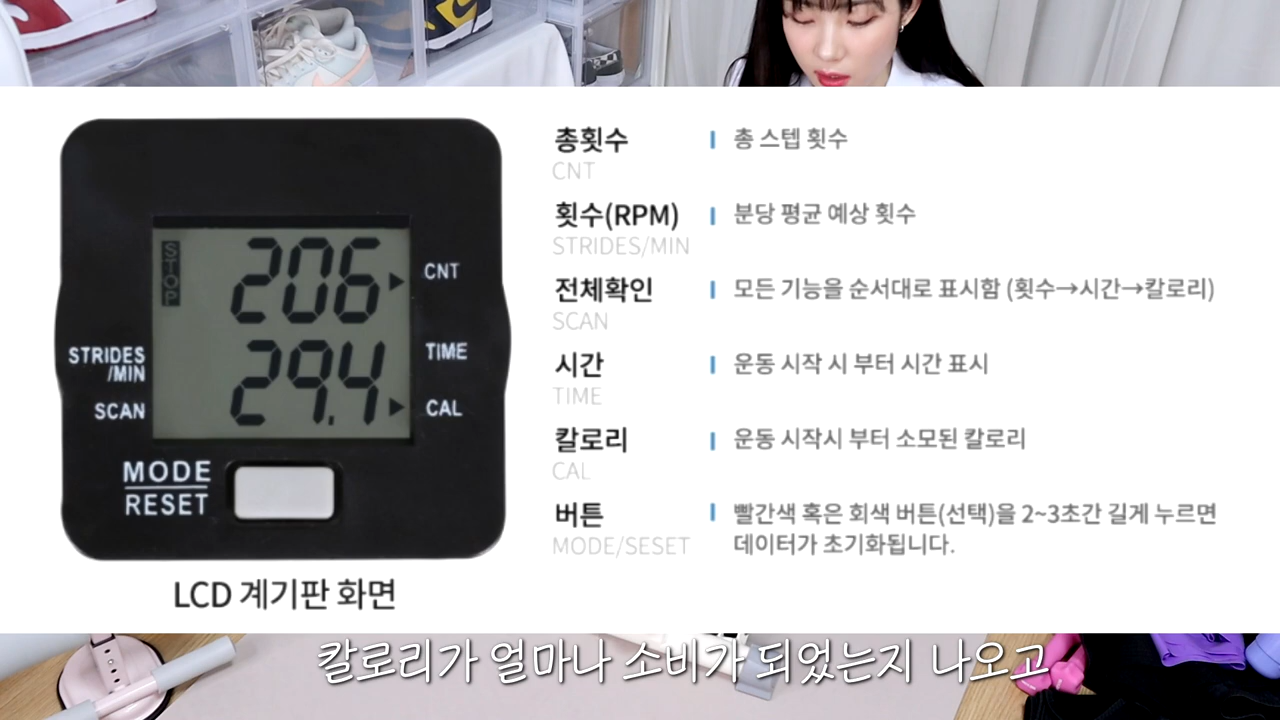 STOP
206
CNT
STRIDES
/MIN
29.4
TIME
SCAN
CAL
MODE
RESET
LCD 계기판 화면
총횟수
CNT
총 스텝 횟수
횟수(RPM)
STRIDES/MIN
분당 평균 예상 횟수
전체확인
SCAN
모든 기능을 순서대로 표시함 (횟수→시간→칼로리)
시간
TIME
운동 시작 시 부터 시간 표시
칼로리
CAL
운동 시작시 부터 소모된 칼로리
버튼
MODE/SESET
빨간색 혹은 회색 버튼(선택)을 2~3초간 길게 누르면
데이터가 초기화됩니다.
칼로리가 얼마나 소비가 되었는지 나오고